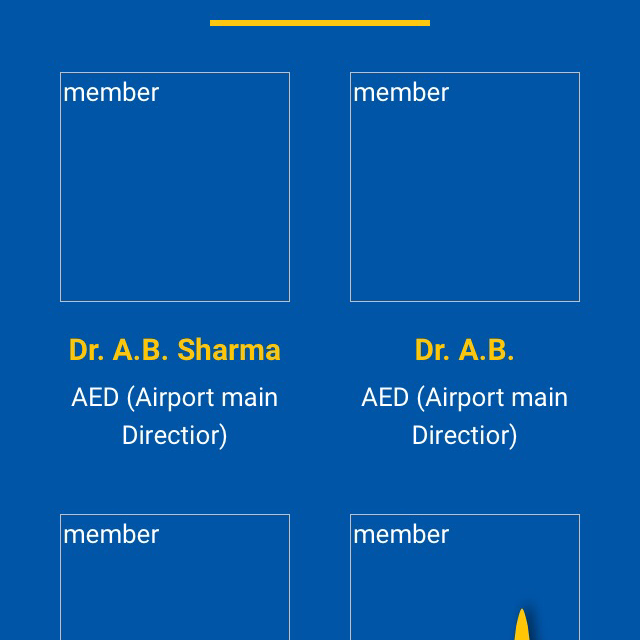 member
member
Dr. A.B. Sharma
Dr. A.B.
AED (Airport main
Directior)
AED (Airport main
Directior)
member
member